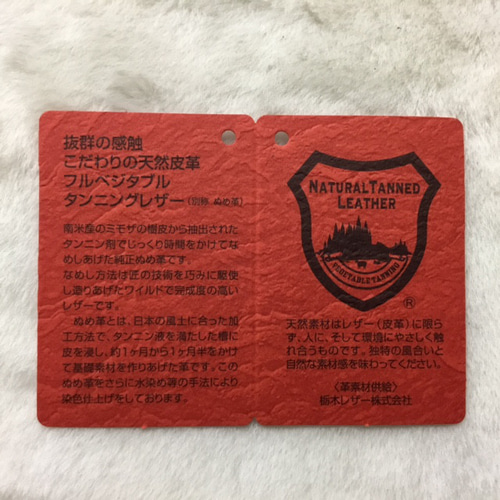 抜群の感触
こだわりの天然皮革
フルベジタブル
タンニングレザー(別称 ぬめ革)
南米産のミモザの樹皮から抽出された
タンニン剤でじっくり時間をかけてな
めしあげた純正ぬめ革です。
なめし方法は匠の技術を巧みに駆使
し造りあげたワイルドで完成度の高い
レザーです。
ぬめ革とは、日本の風土に合った加
工方法で、タンニン液を満たした槽に
皮を浸し、約1ヶ月から1ヶ月半をかけ
て基礎素材を作りあげた革です。この
ぬめ革をさらに水染め等の手法により
染色仕上げをしております。
NATURAL TANNED
LEATHER
VEGETABLE TANNING
®
天然素材はレザー(皮革)に限ら
ず、人に、そして環境にやさしく触
れ合うものです。独特の風合いと
自然な素材感を味わってください。
〈革素材供給〉
栃木レザー株式会社